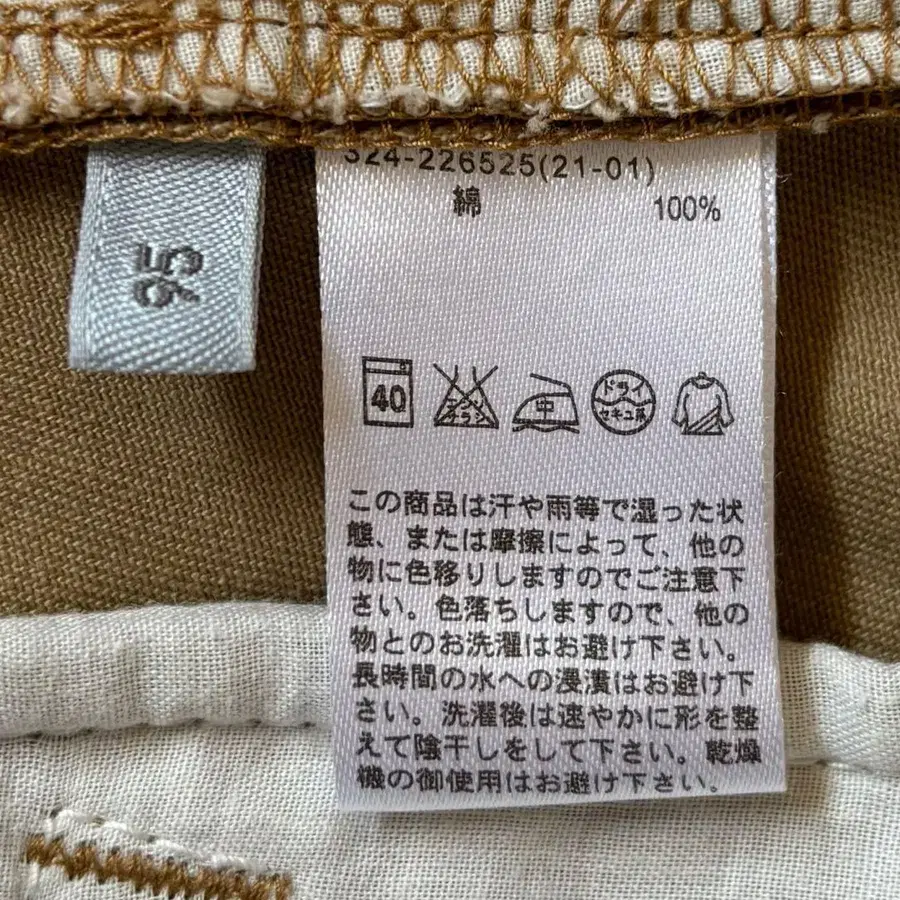 95
324-226525(21-01)
綿 100%
40
エンソ
サラシ
中
ドライ
セキユ系
この商品は汗や雨等で湿った状
態、または摩擦によって、他の
物に色移りしますのでご注意下
さい。色落ちしますので、他の
物とのお洗濯はお避け下さい。
長時間の水への浸漬はお避け下
さい。洗濯後は速やかに形を整
えて陰干しをして下さい。乾燥
機の御使用はお避け下さい。